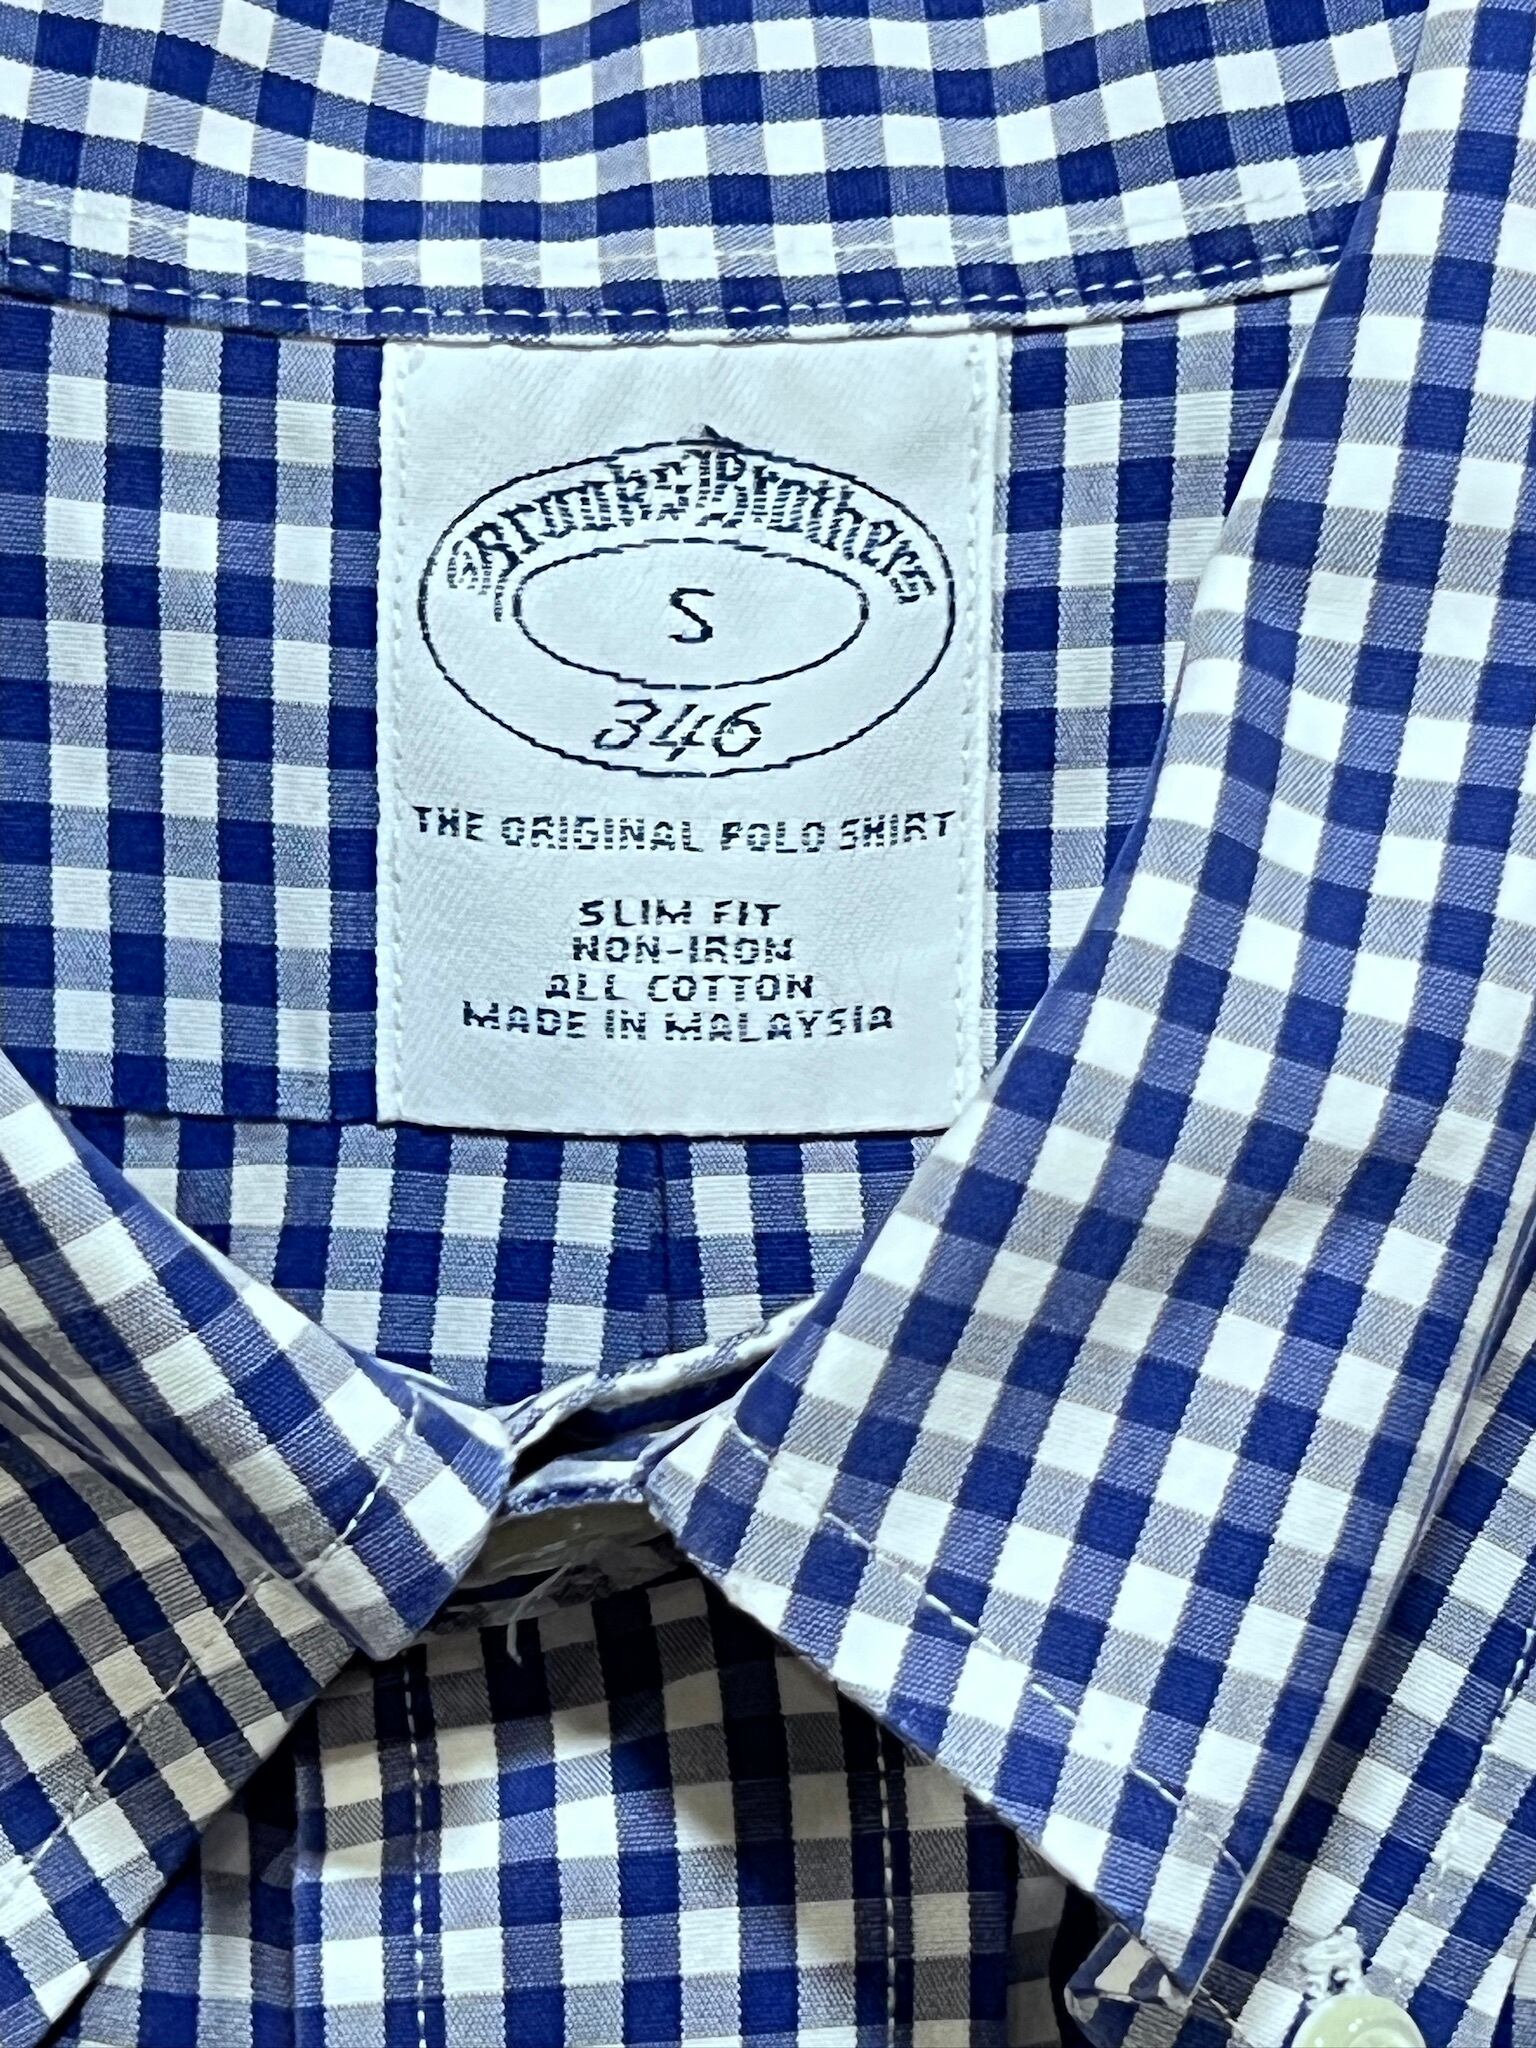 Brooks Brothers
S
346
THE ORIGINAL POLO SHIRT
SLIM FIT
NON-IRON
ALL COTTON
MADE IN MALAYSIA